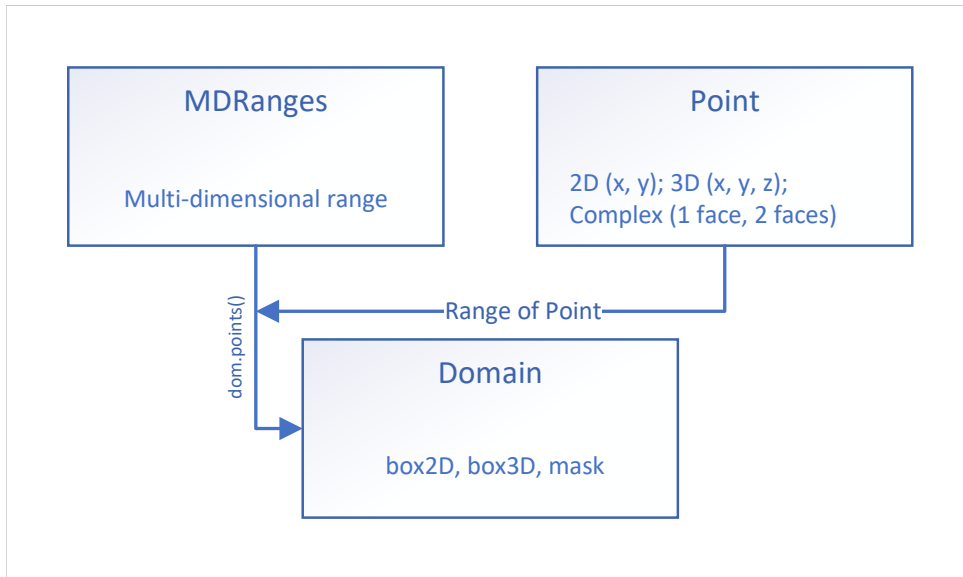 MDRanges
Multi-dimensional range
Point
2D (x, y); 3D (x, y, z);
Complex (1 face, 2 faces)
dom.points()
Range of Point
Domain
box2D, box3D, mask